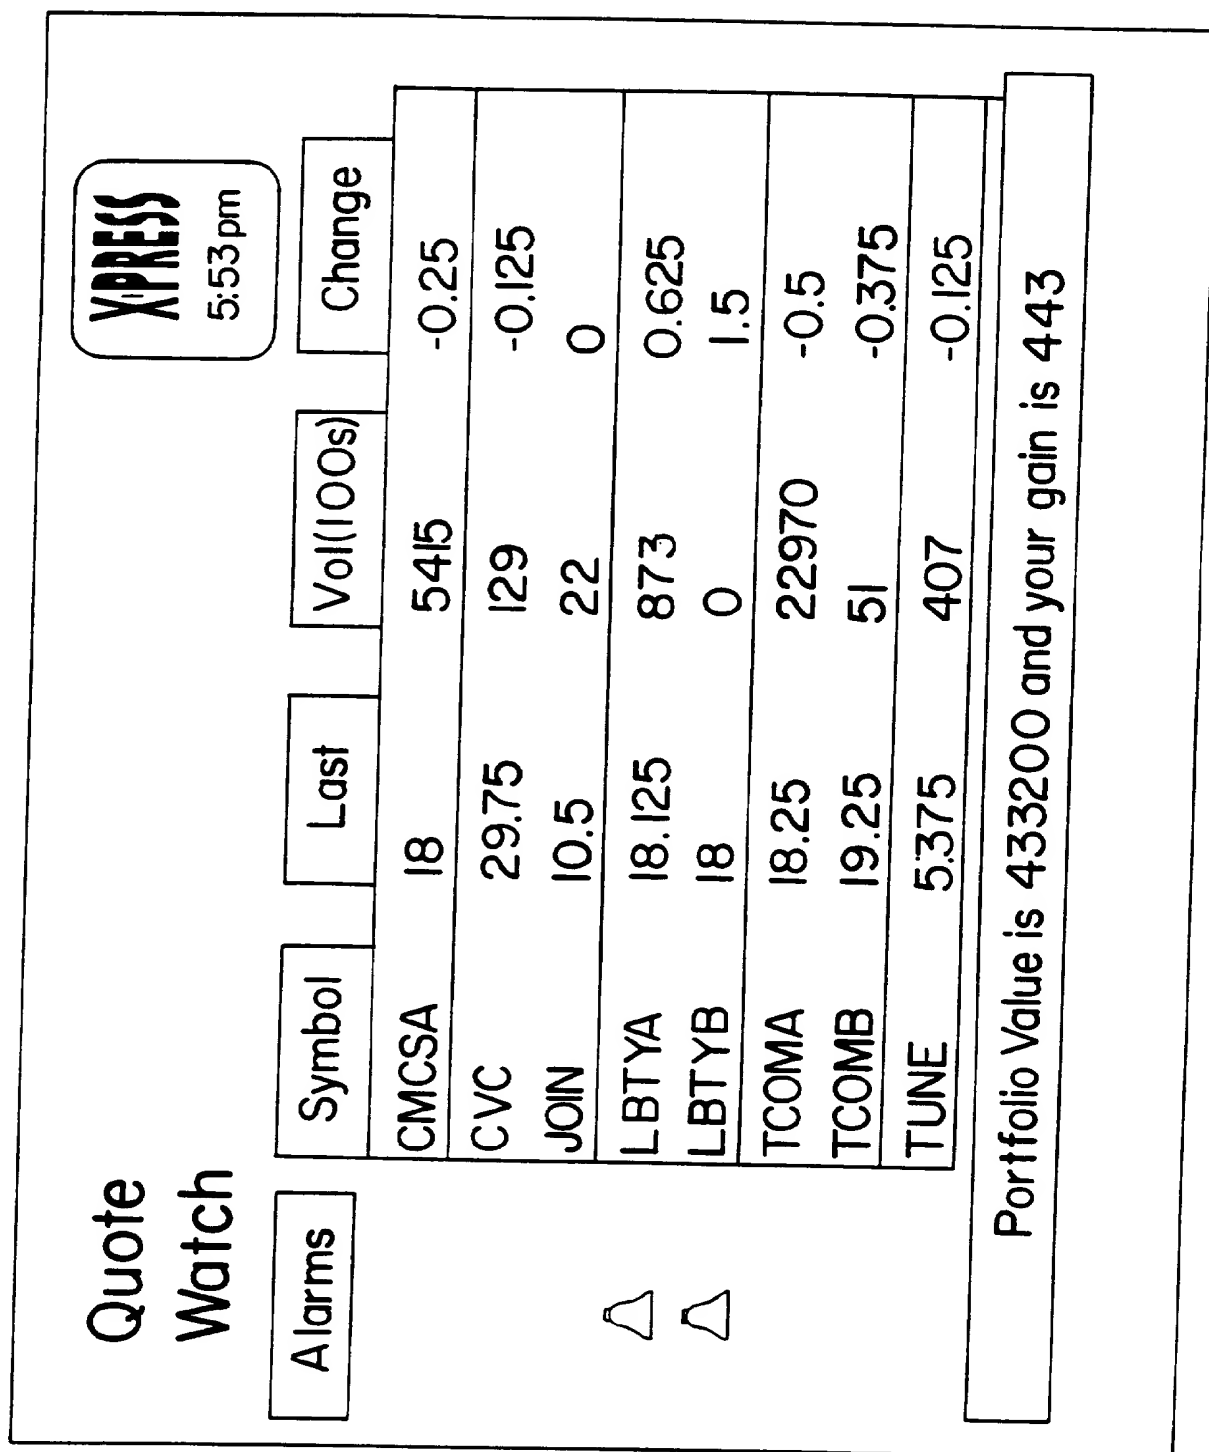 Quote
Watch
X•PRESS
5:53pm
Alarms Symbol Last Vol(100s) Change
CMCSA 18 5415 -0.25
CVC 29.75 129 -0.125
JOIN 10.5 22 0
LBTYA 18.125 873 0.625
LBTYB 18 0 1.5
TCOMA 18.25 22970 -0.5
TCOMB 19.25 51 -0.375
TUNE 5.375 407 -0.125
Portfolio Value is 433200 and your gain is 443